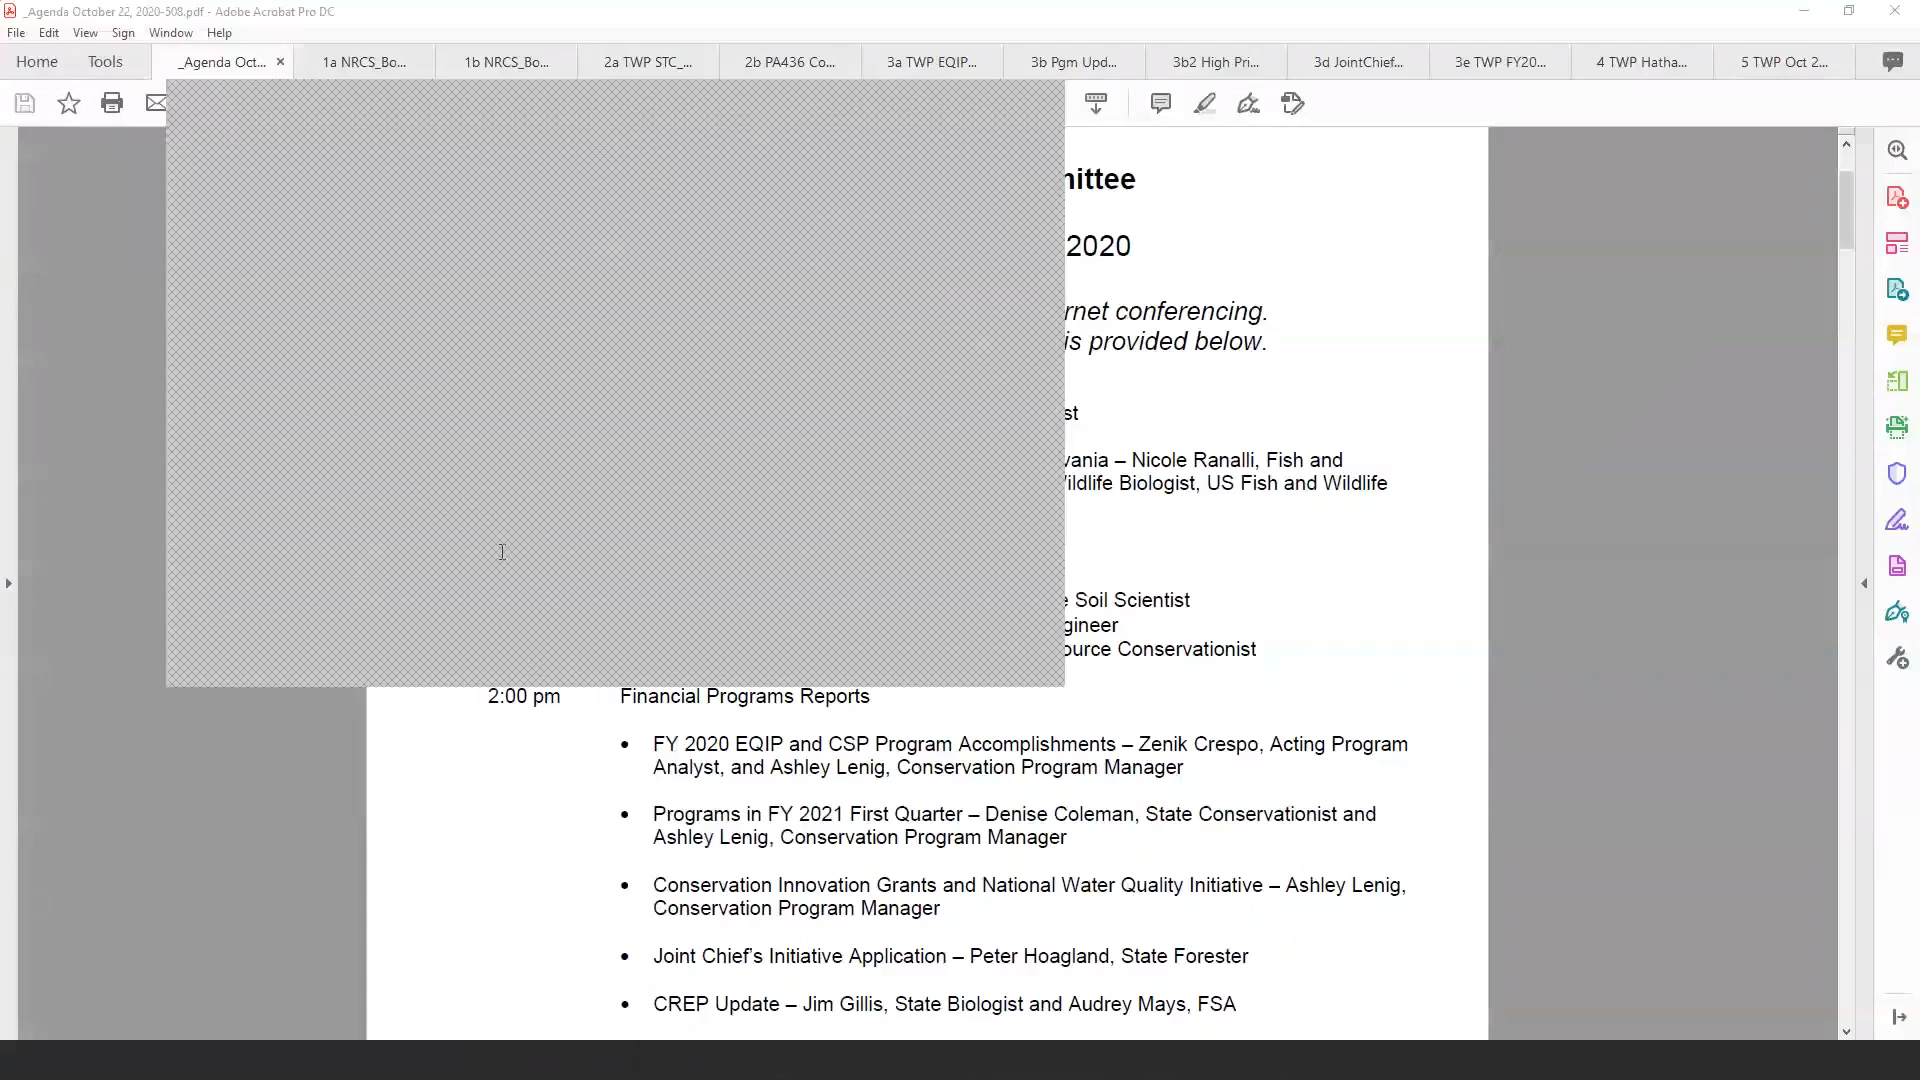 _Agenda October 22, 2020-508.pdf - Adobe Acrobat Pro DC
File Edit View Sign Window Help
Home Tools _Agenda Oct... × 1a NRCS_Bo... 1b NRCS_Bo... 2a TWP STC_... 2b PA436 Co... 3a TWP EQIP... 3b Pgm Upd... 3b2 High Pri... 3d JointChief... 3e TWP FY20... 4 TWP Hatha... 5 TWP Oct 2...
mittee
2020
rnet conferencing.
is provided below.
st
vania – Nicole Ranalli, Fish and
Wildlife Biologist, US Fish and Wildlife
e Soil Scientist
gineer
ource Conservationist
2:00 pm Financial Programs Reports
• FY 2020 EQIP and CSP Program Accomplishments – Zenik Crespo, Acting Program
Analyst, and Ashley Lenig, Conservation Program Manager
• Programs in FY 2021 First Quarter – Denise Coleman, State Conservationist and
Ashley Lenig, Conservation Program Manager
• Conservation Innovation Grants and National Water Quality Initiative – Ashley Lenig,
Conservation Program Manager
• Joint Chief’s Initiative Application – Peter Hoagland, State Forester
• CREP Update – Jim Gillis, State Biologist and Audrey Mays, FSA